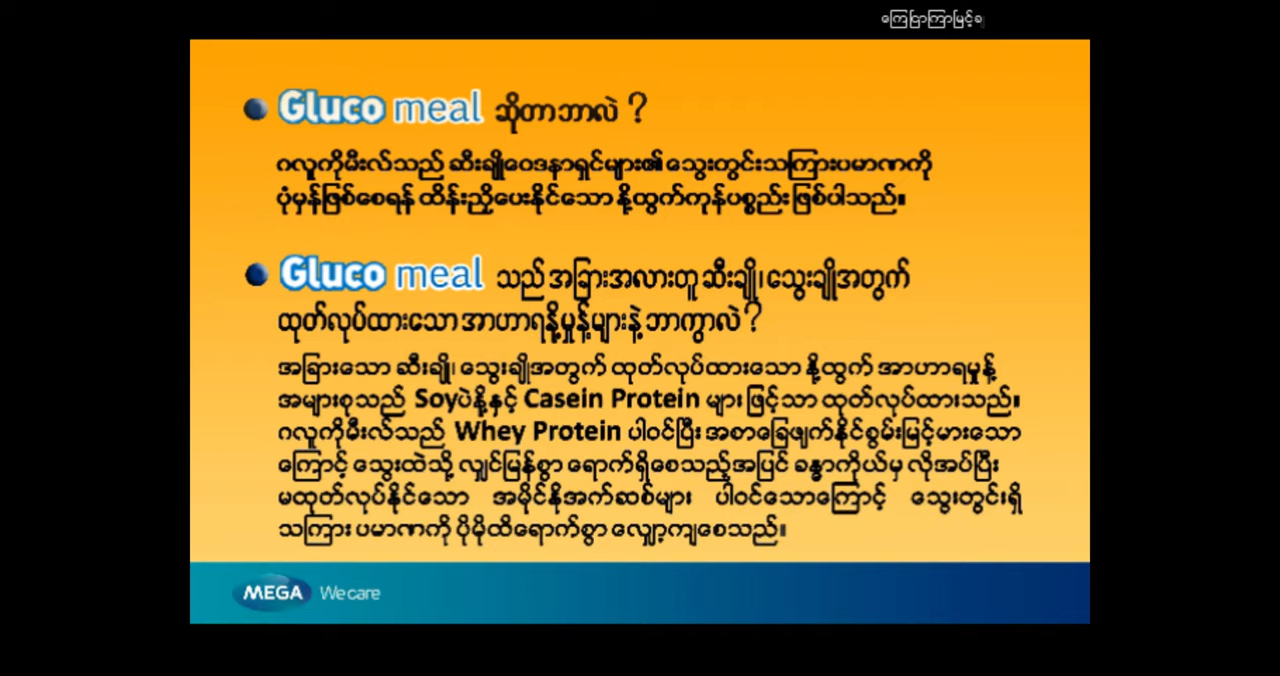 ကြေငြာကြာမြင့်ခ
Gluco meal ဆိုတာဘာလဲ ?
ဂလူကိုမီးလ်သည် ဆီးချိုဝေဒနာရှင်များ၏ သွေးတွင်းသကြားပမာဏကို
ပုံမှန်ဖြစ်စေရန် ထိန်းညှိပေးနိုင်သော နို့ထွက်ကုန်ပစ္စည်း ဖြစ်ပါသည်။
Gluco meal သည် အခြားအလားတူ ဆီးချို၊ သွေးချိုအတွက်
ထုတ်လုပ်ထားသော အာဟာရနို့မှုန့်များနဲ့ ဘာကွာလဲ ?
အခြားသော ဆီးချို၊ သွေးချိုအတွက် ထုတ်လုပ်ထားသော နို့ထွက် အာဟာရမှုန့်
အများစုသည် Soyပဲနို့နှင့် Casein Protein များ ဖြင့်သာ ထုတ်လုပ်ထားသည်။
ဂလူကိုမီးလ်သည် Whey Protein ပါဝင်ပြီး အစာခြေဖျက်နိုင်စွမ်းမြင့်မားသော
ကြောင့် သွေးထဲသို့ လျှင်မြန်စွာ ရောက်ရှိစေသည့်အပြင် ခန္ဓာကိုယ်မှ လိုအပ်ပြီး
မထုတ်လုပ်နိုင်သော အမိုင်နိုအက်ဆစ်များ ပါဝင်သောကြောင့် သွေးတွင်းရှိ
သကြား ပမာဏကို ပိုမိုထိရောက်စွာ လျှော့ကျစေသည်။
MEGA We care